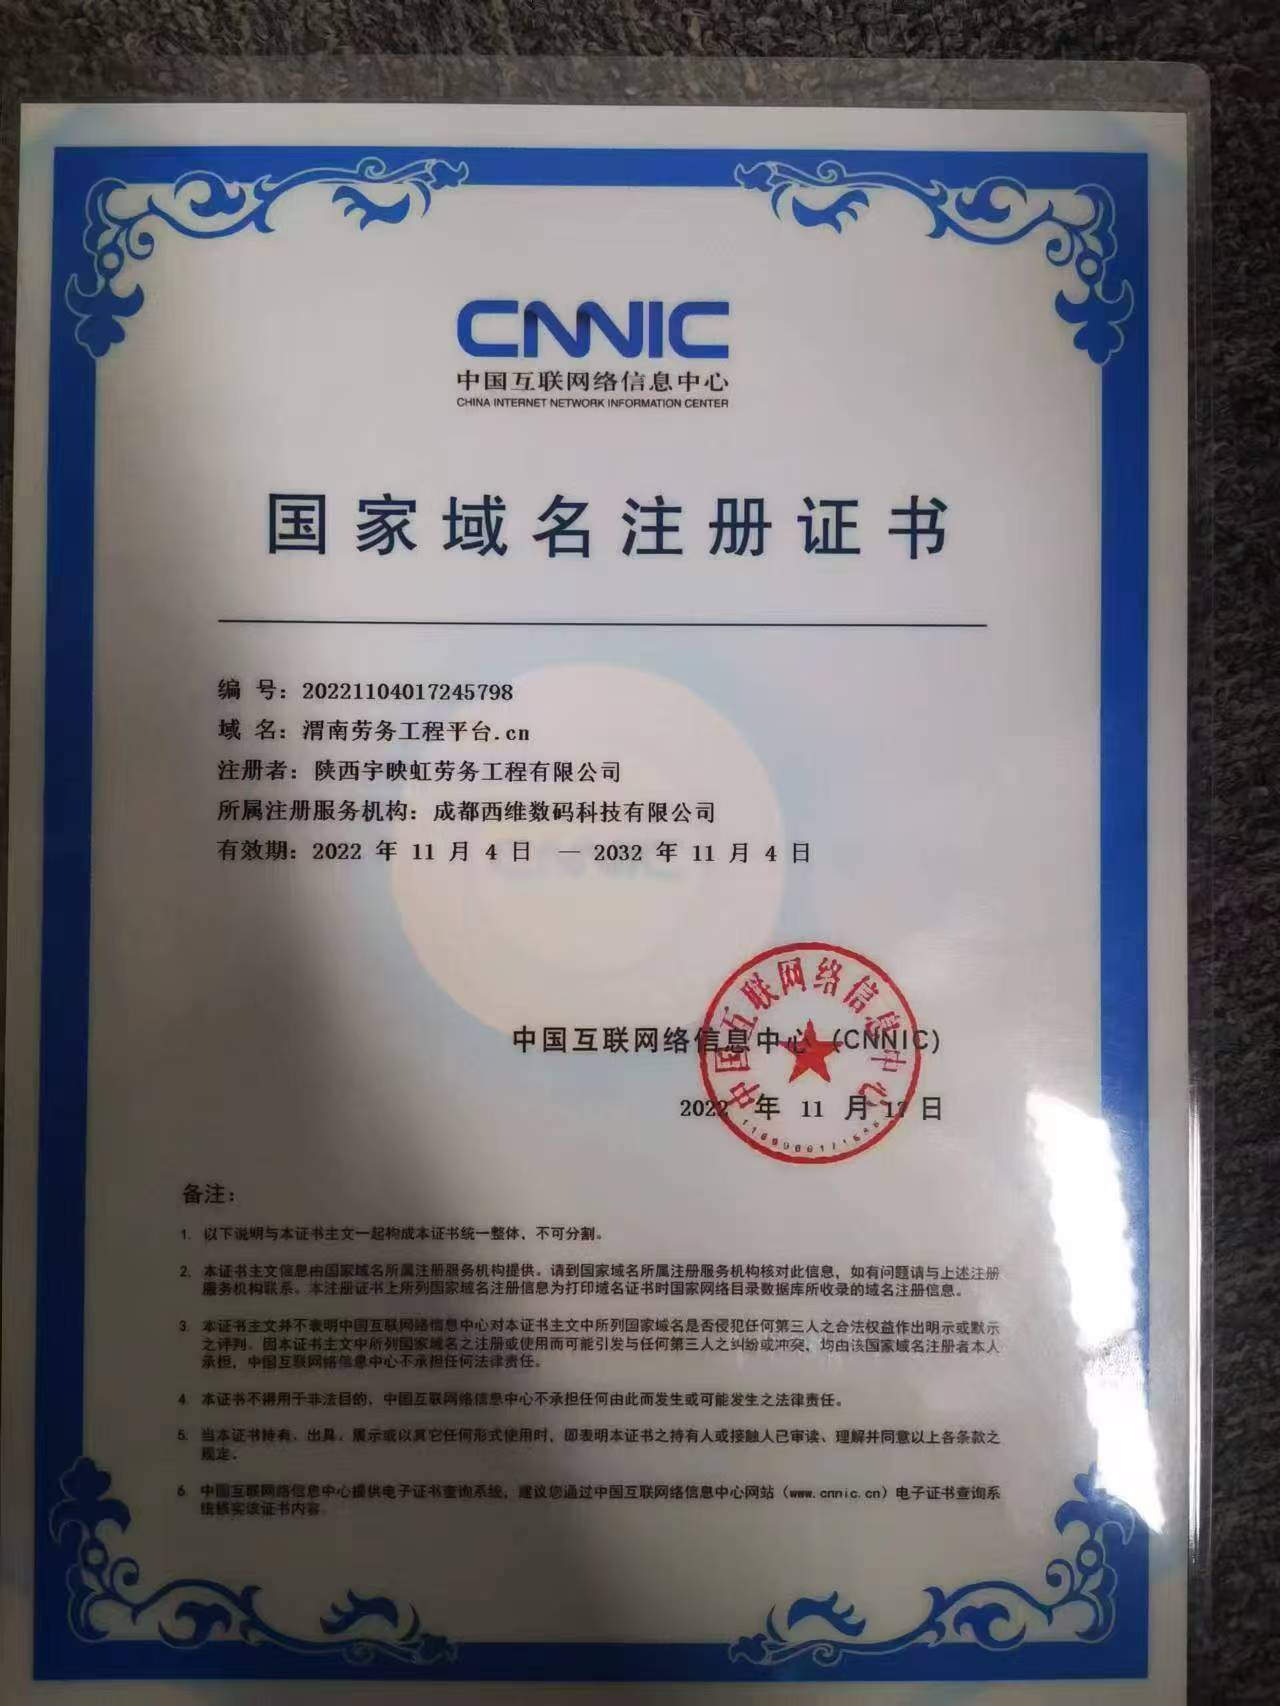 CNNIC
中国互联网络信息中心
CHINA INTERNET NETWORK INFORMATION CENTER
国家域名注册证书
编 号：20221104017245798
域 名：渭南劳务工程平台.cn
注册者：陕西宇映虹劳务工程有限公司
所属注册服务机构：成都西维数码科技有限公司
有效期：2022 年 11 月 4 日 — 2032 年 11 月 4 日
中国互联网络信息中心
中国互联网络信息中心（CNNIC）
2022 年 11 月 17 日
备注：
1. 以下说明与本证书主文一起构成本证书统一整体，不可分割。
2. 本证书主文信息由国家域名所属注册服务机构提供。请到国家域名所属注册服务机构核对此信息，如有问题请与上述注册
服务机构联系。本注册证书上所列国家域名注册信息为打印域名证书时国家网络目录数据库所收录的域名注册信息。
3. 本证书主文并不表明中国互联网络信息中心对本证书主文中所列国家域名是否侵犯任何第三人之合法权益作出明示或默示
之评判。因本证书主文中所列国家域名之注册或使用而可能引发与任何第三人之纠纷或冲突，均由该国家域名注册者本人
承担，中国互联网络信息中心不承担任何法律责任。
4. 本证书不得用于非法目的，中国互联网络信息中心不承担任何由此而发生或可能发生之法律责任。
5. 当本证书持有、出具、展示或以其它任何形式使用时，即表明本证书之持有人或接触人已审读、理解并同意以上各条款之
规定。
6. 中国互联网络信息中心提供电子证书查询系统，建议您通过中国互联网络信息中心网站（www.cnnic.cn）电子证书查询系
统核实该证书内容。